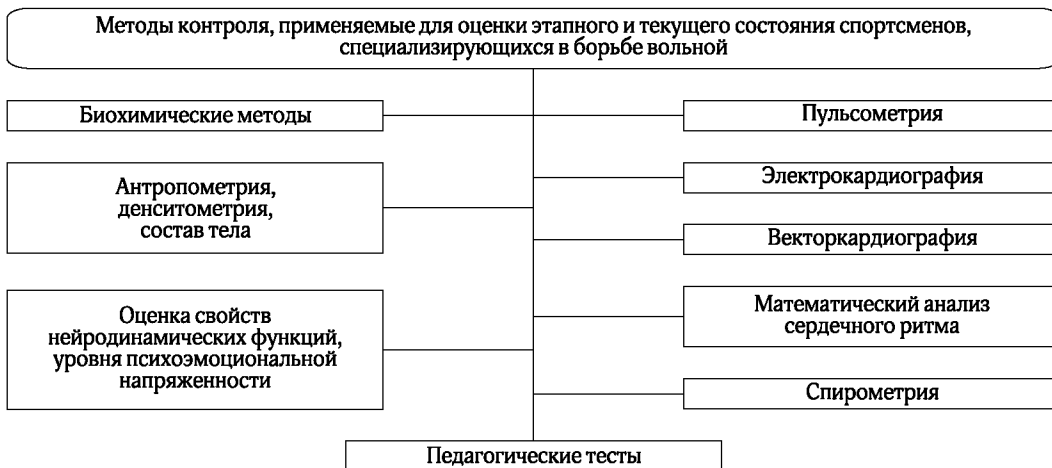 Методы контроля, применяемые для оценки этапного и текущего состояния спортсменов,
специализирующихся в борьбе вольной
Биохимические методы
Антропометрия,
денситометрия,
состав тела
Оценка свойств
нейродинамических функций,
уровня психоэмоциональной
напряженности
Пульсометрия
Электрокардиография
Векторкардиография
Математический анализ
сердечного ритма
Спирометрия
Педагогические тесты